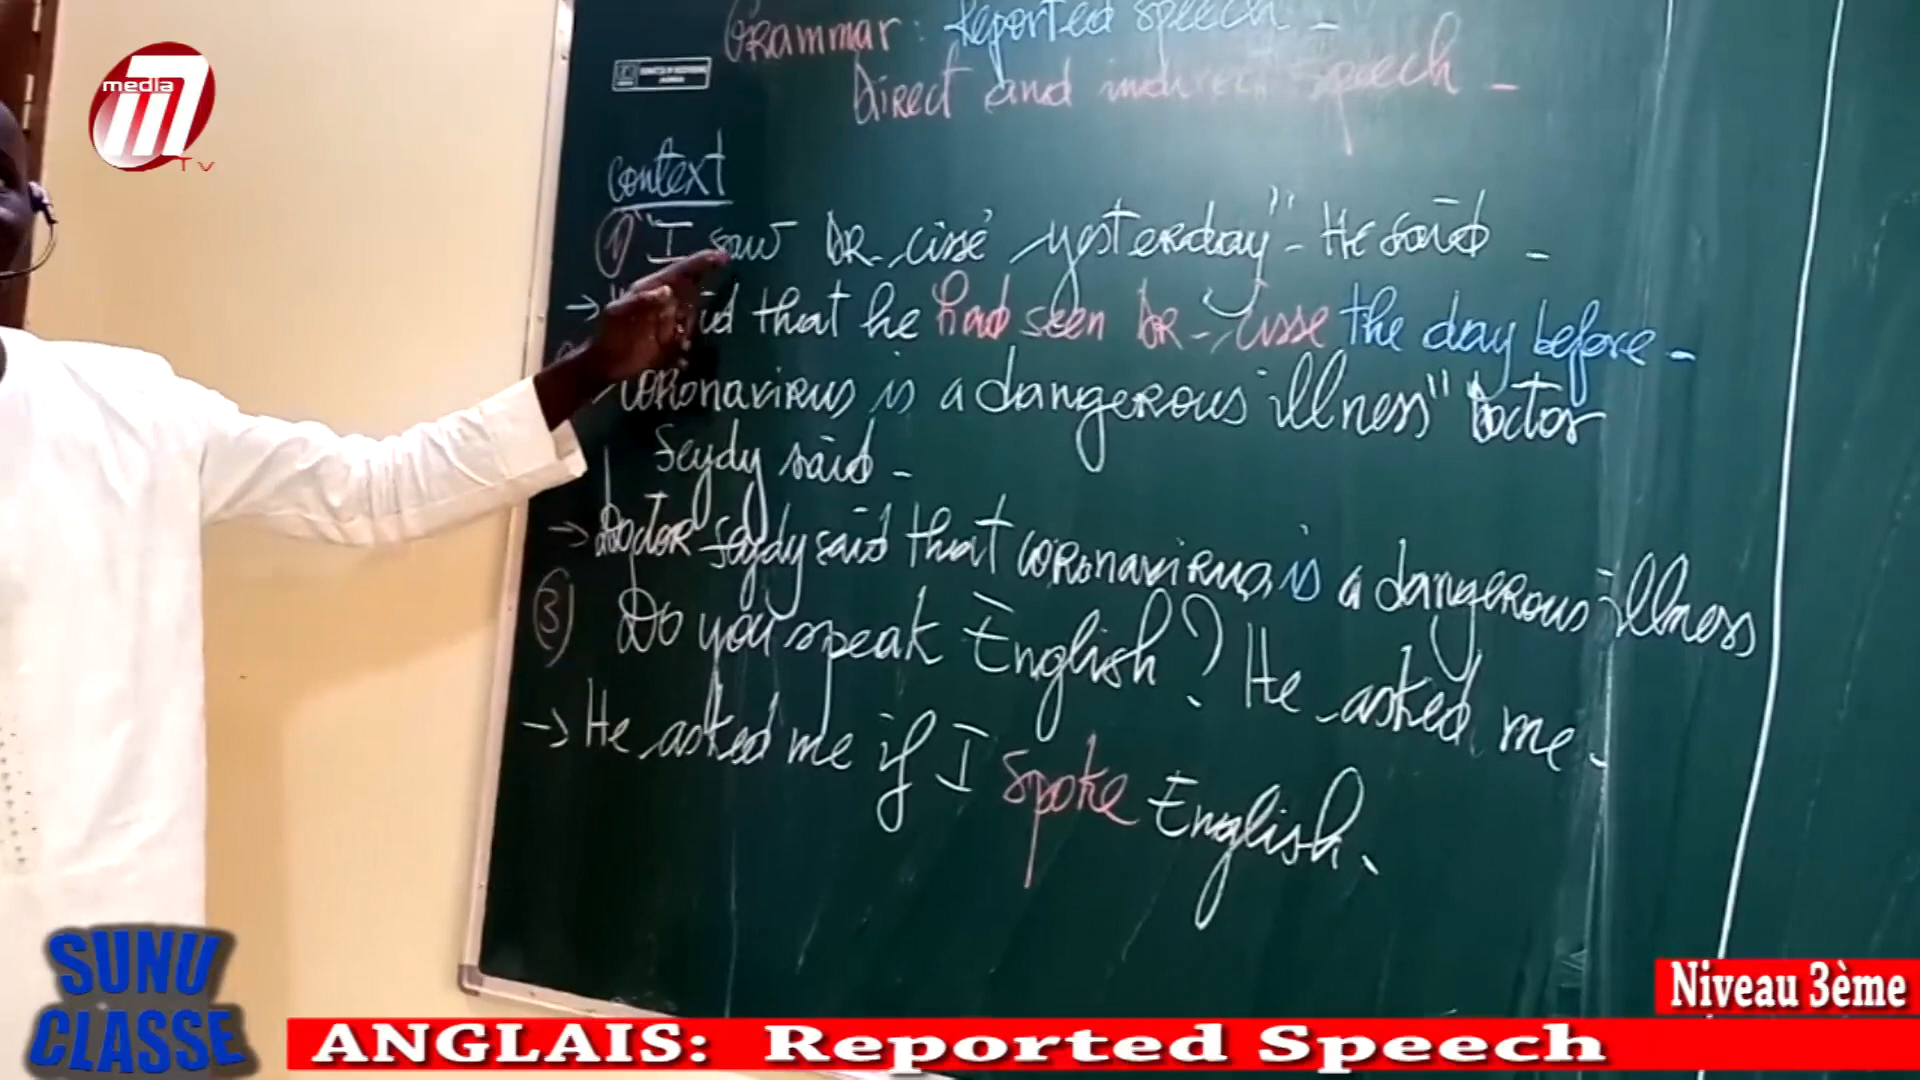 media
TV
Grammar: Reported speech -
Direct and indirect speech -
context
① "I saw DR. cissé yesterday" - He said -
→ that he had seen DR - cisse the day before -
coronavirus is a dangerous illness" Doctor
Seydy said -
→ Doctor Seydy said that coronavirus is a dangerous illness
③ Do you speak English? He asked me -
→ He asked me if I spoke English.
SUNU
CLASSE
Niveau 3ème
ANGLAIS: Reported Speech